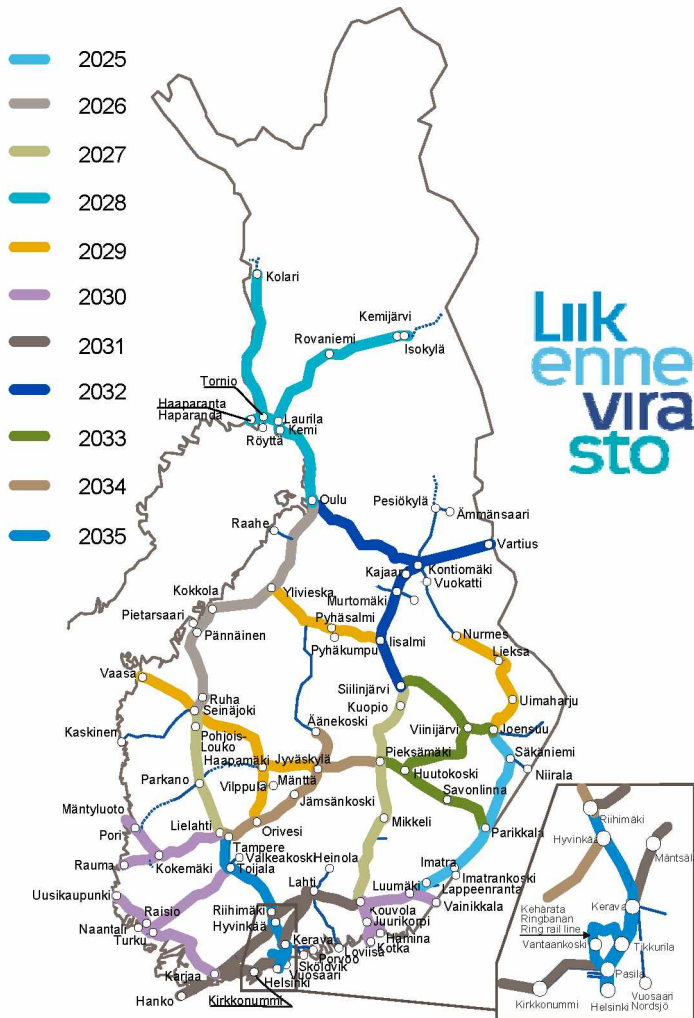 2025
2026
2027
2028
2029
2030
2031
2032
2033
2034
2035
Liik
enne
vira
sto
Kolari
Kemijärvi
Rovaniemi
Isokylä
Tornio
Haaparanta
Haparanda
Laurila
Kemi
Röyttä
Oulu
Pesiökylä
Ämmänsaari
Raahe
Vartius
Kontiomäki
Kajaani
Vuokatti
Kokkola
Ylivieska
Murtomäki
Pietarsaari
Pännäinen
Pyhäsalmi
Pyhäkumpu
Iisalmi
Nurmes
Lieksa
Vaasa
Siilinjärvi
Ruha
Seinäjoki
Kuopio
Uimaharju
Kaskinen
Pohjois-
Louko
Äänekoski
Viinijärvi
Joensuu
Haapamäki
Jyväskylä
Pieksämäki
Säkäniemi
Parkano
Vilppula
Mänttä
Huutokoski
Niirala
Jämsänkoski
Savonlinna
Mäntyluoto
Pori
Lielahti
Orivesi
Mikkeli
Parikkala
Tampere
Rauma
Kokemäki
Valkeakoski
Toijala
Heinola
Imatra
Imatrankoski
Lappeenranta
Uusikaupunki
Lahti
Luumäki
Vainikkala
Raisio
Naantali
Turku
Riihimäki
Hyvinkää
Kouvola
Juurikorpi
Hamina
Kotka
Kerava
Loviisa
Porvoo
Sköldvik
Vuosaari
Helsinki
Karjaa
Hanko
Kirkkonummi
Riihimäki
Hyvinkää
Mäntsälä
Kerava
Kehärata
Ringbanan
Ring rail line
Vantaankoski
Tikkurila
Pasila
Kirkkonummi
Helsinki
Vuosaari
Nordsjö